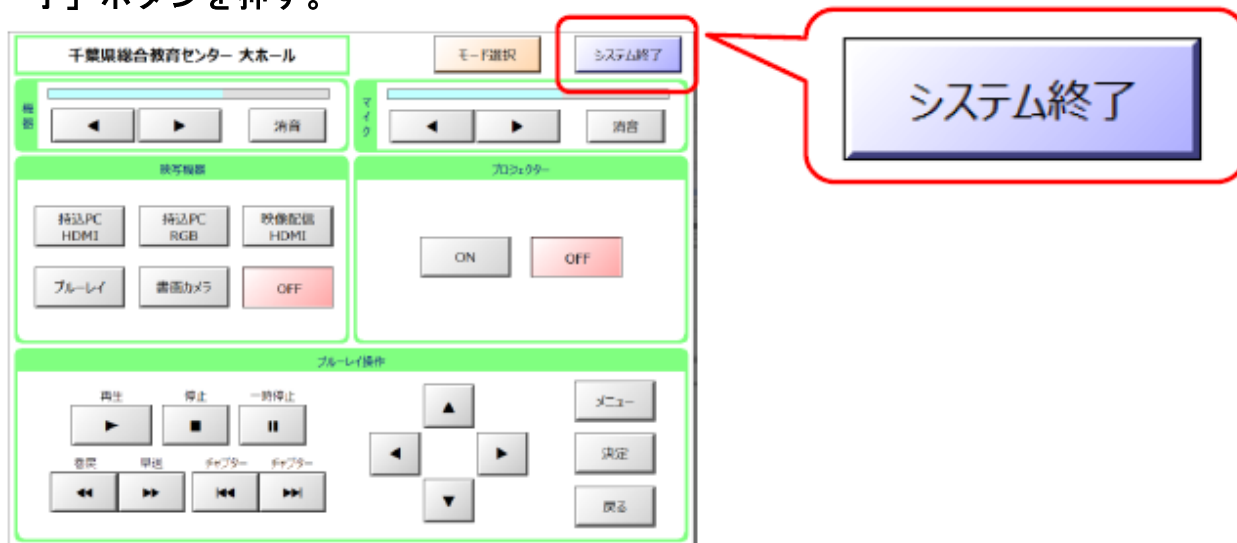 了」ボタンを押す。
千葉県総合教育センター 大ホール
モード選択
システム終了
システム終了
機器
◀ ▶ 消音
マイク
◀ ▶ 消音
映写機器
持込PC HDMI
持込PC RGB
映像配信 HDMI
ブルーレイ
書画カメラ
OFF
プロジェクター
ON
OFF
ブルーレイ操作
再生 停止 一時停止
巻戻 早送 チャプター チャプター
メニュー
決定
戻る